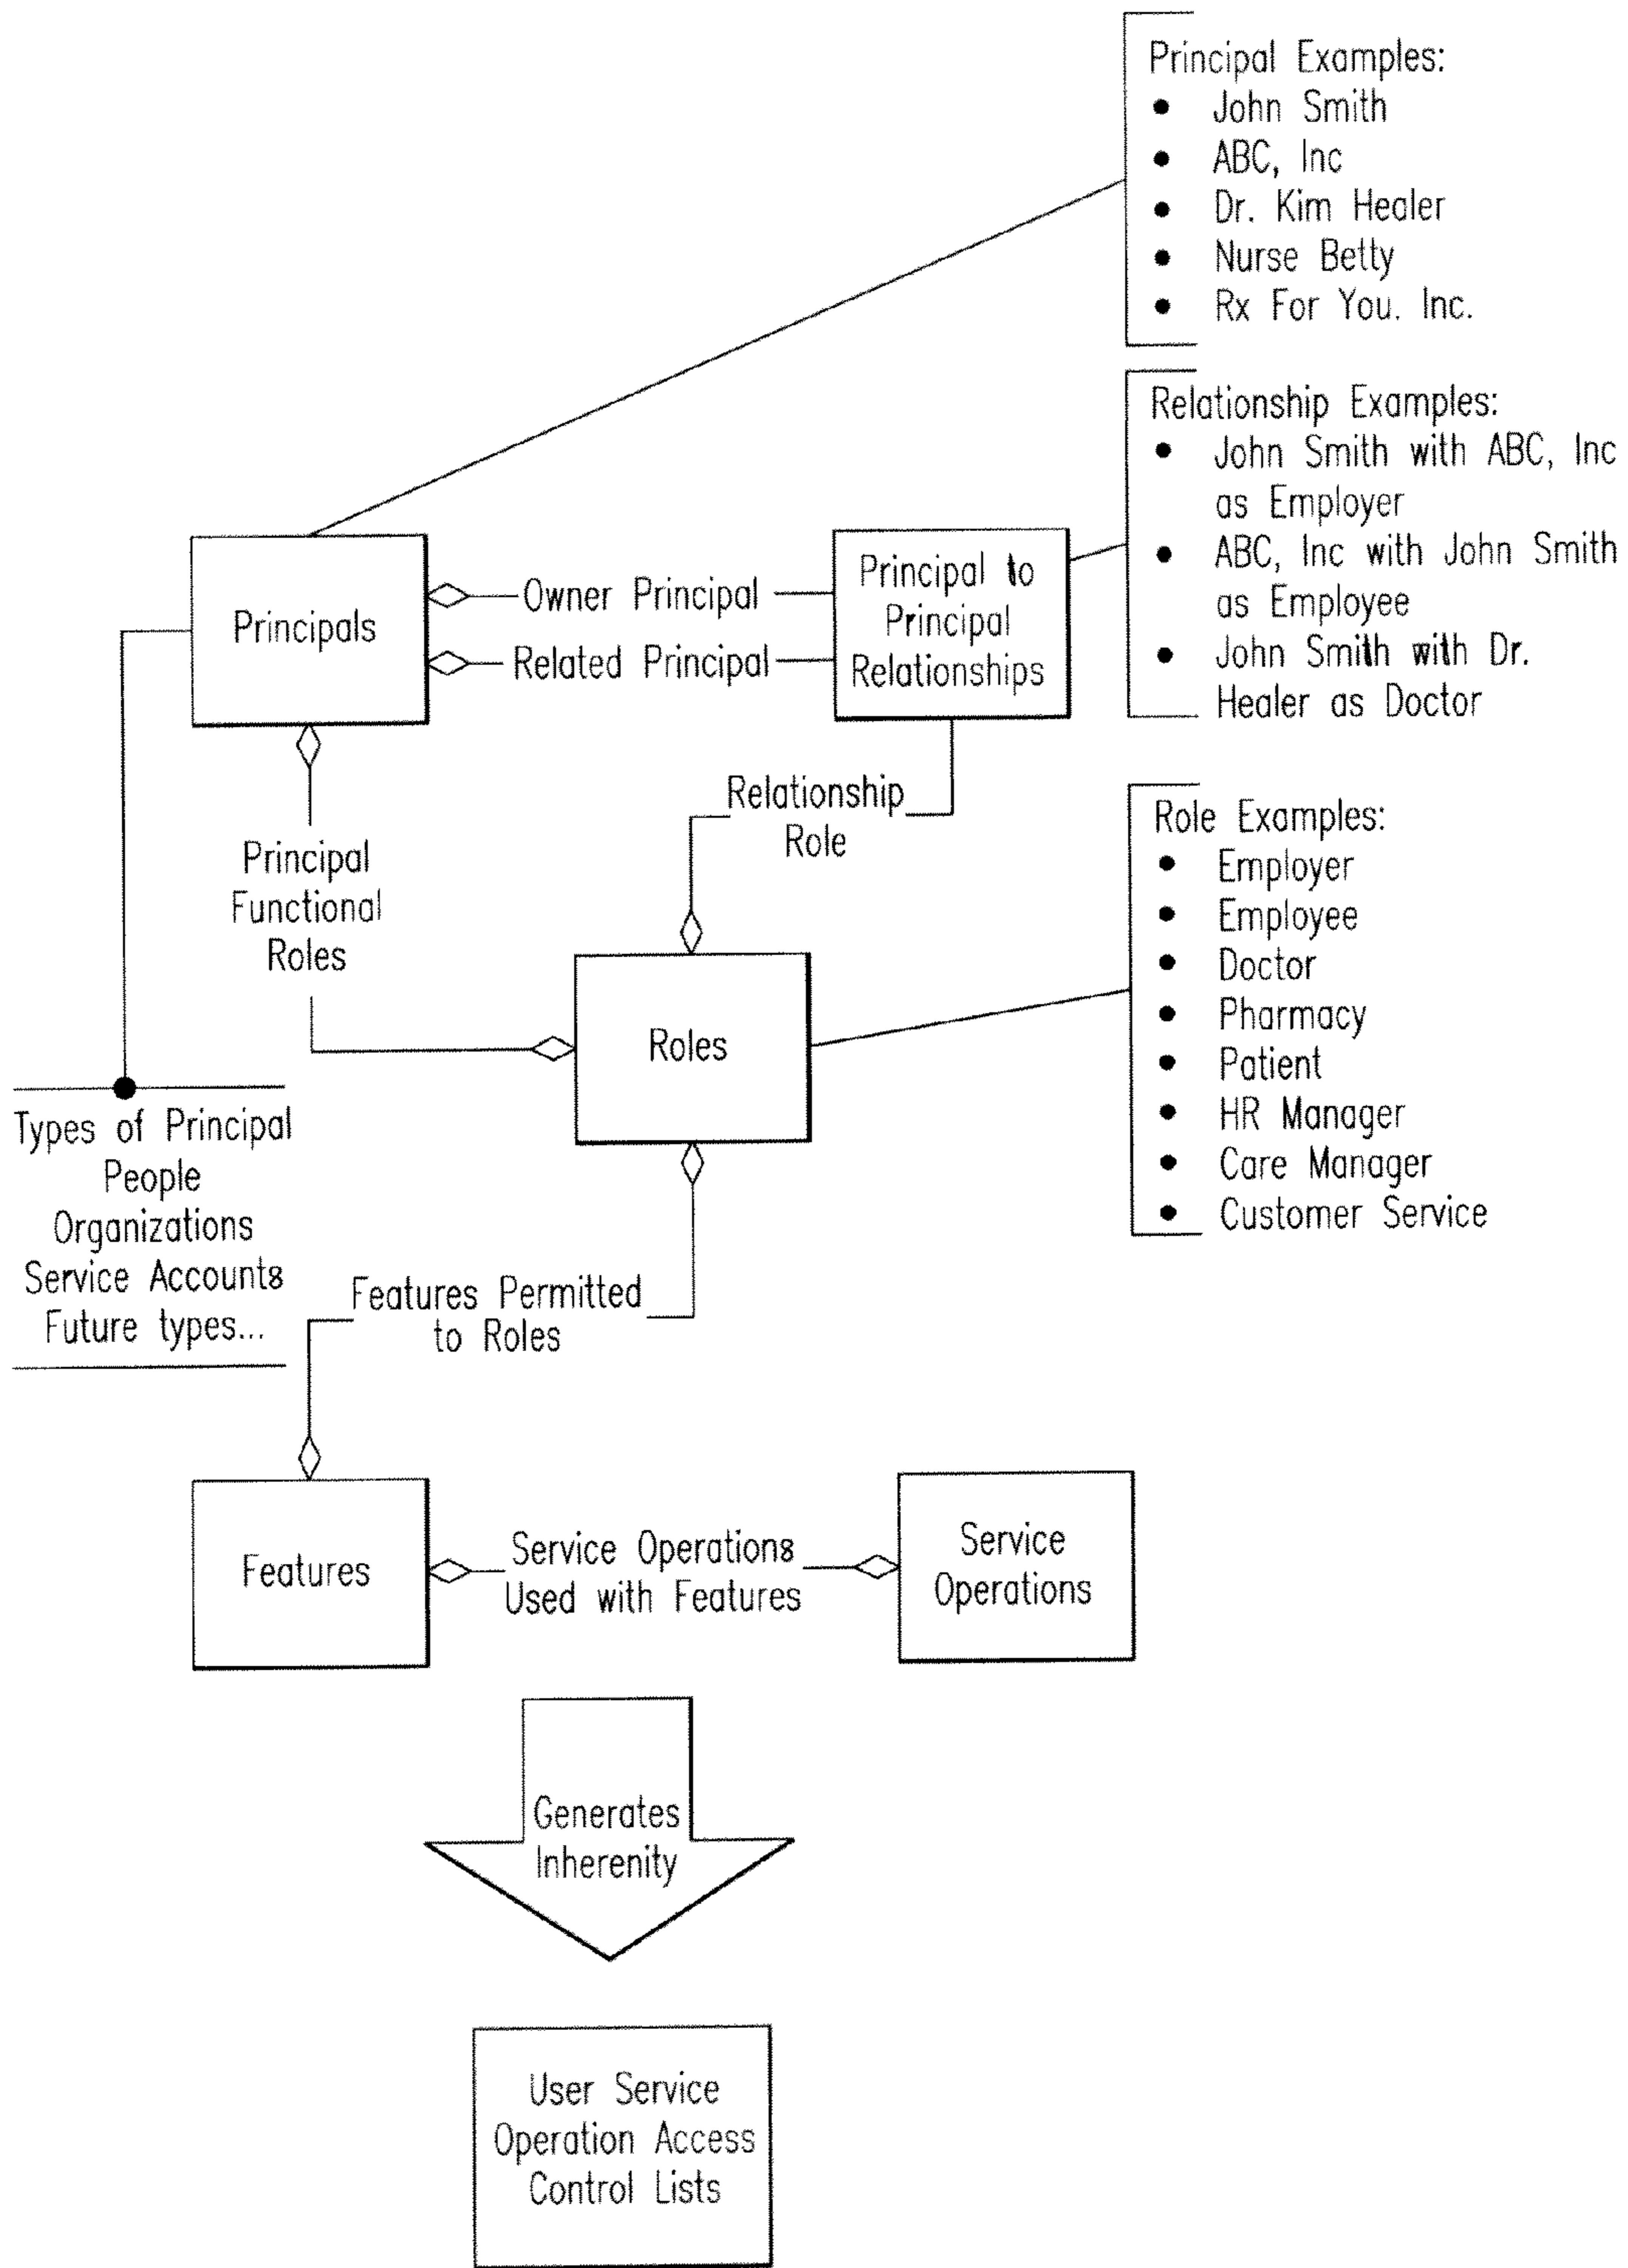 Principal Examples:
• John Smith
• ABC, Inc
• Dr. Kim Healer
• Nurse Betty
• Rx For You. Inc.
Relationship Examples:
• John Smith with ABC, Inc
as Employer
• ABC, Inc with John Smith
as Employee
• John Smith with Dr.
Healer as Doctor
Principals
Owner Principal
Related Principal
Principal to
Principal
Relationships
Relationship
Role
Principal
Functional
Roles
Role Examples:
• Employer
• Employee
• Doctor
• Pharmacy
• Patient
• HR Manager
• Care Manager
• Customer Service
Roles
Types of Principal
People
Organizations
Service Accounts
Future types...
Features Permitted
to Roles
Features
Service Operations
Used with Features
Service
Operations
Generates
Inherenity
User Service
Operation Access
Control Lists